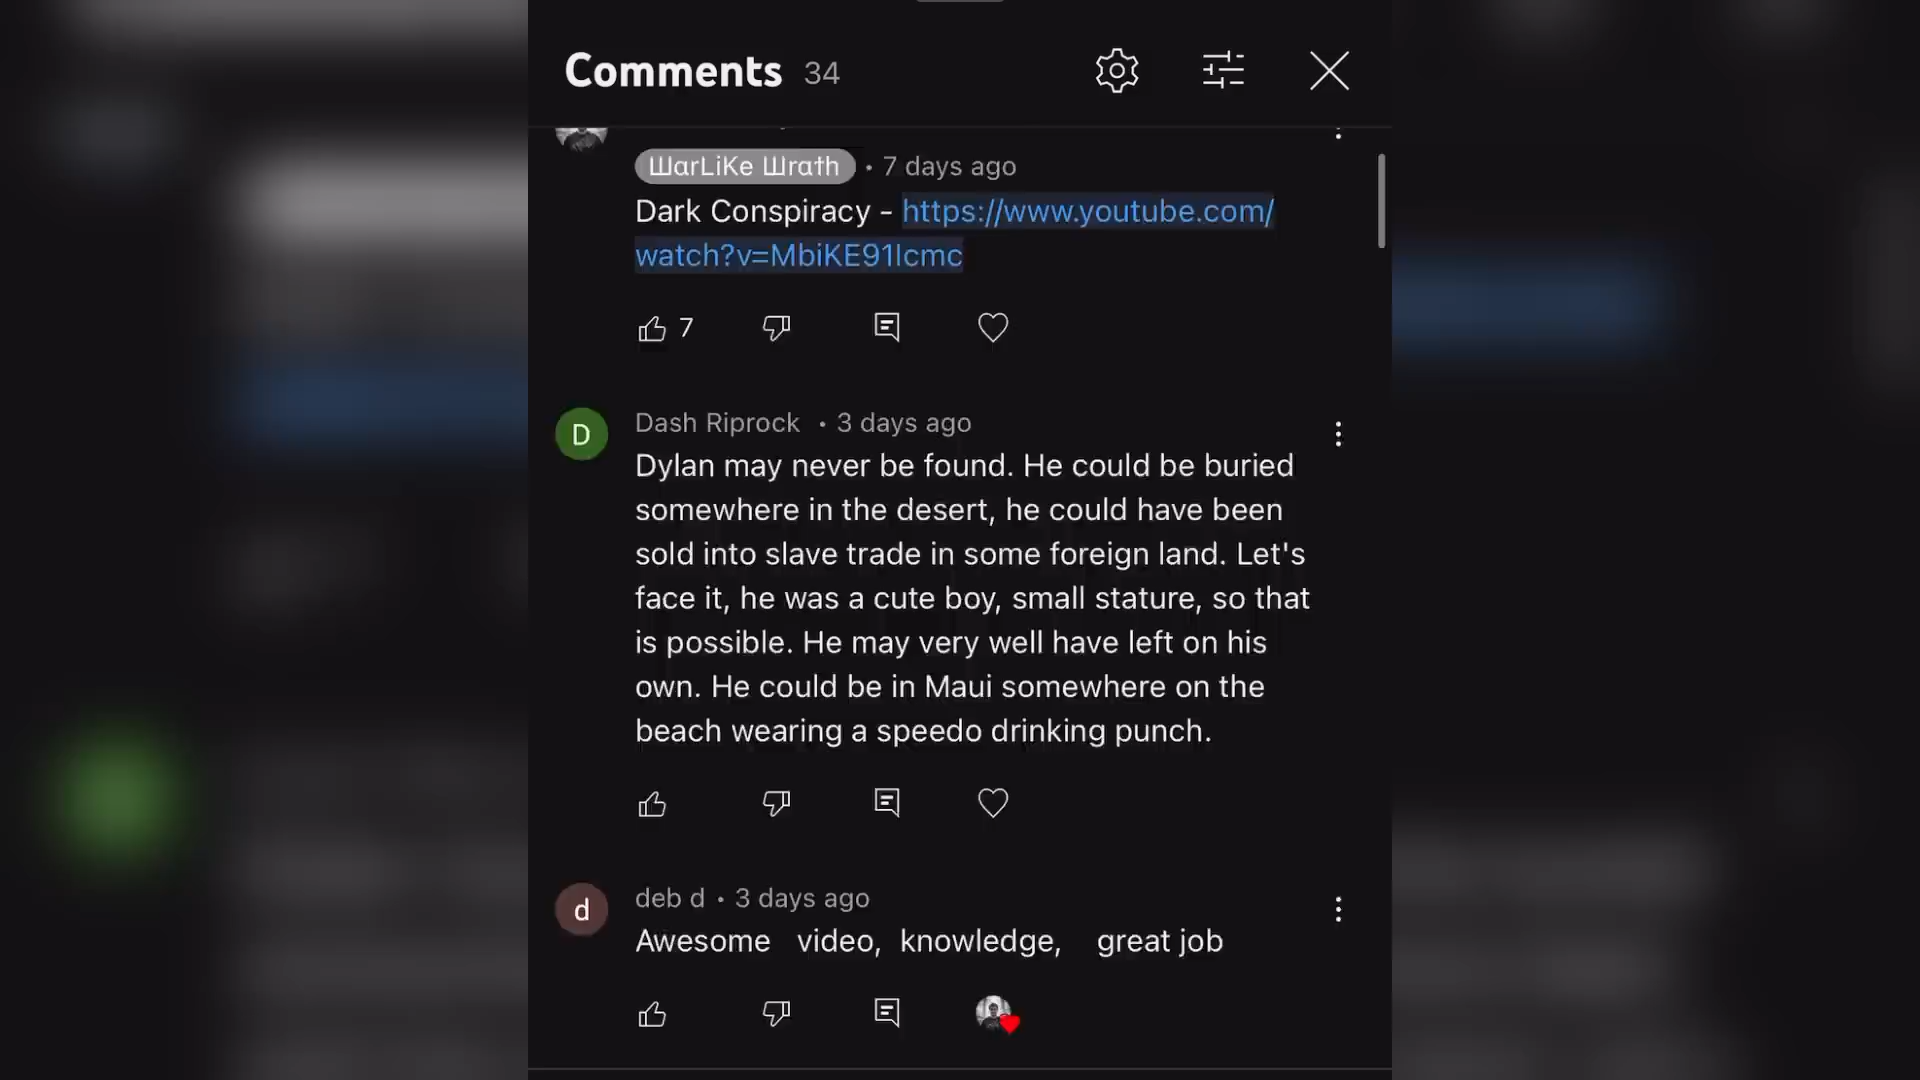 Comments 34
ШarLiKe Шrath • 7 days ago
Dark Conspiracy - https://www.youtube.com/
watch?v=MbiKE91lcmc
7
D
Dash Riprock • 3 days ago
Dylan may never be found. He could be buried
somewhere in the desert, he could have been
sold into slave trade in some foreign land. Let's
face it, he was a cute boy, small stature, so that
is possible. He may very well have left on his
own. He could be in Maui somewhere on the
beach wearing a speedo drinking punch.
d
deb d • 3 days ago
Awesome video, knowledge, great job